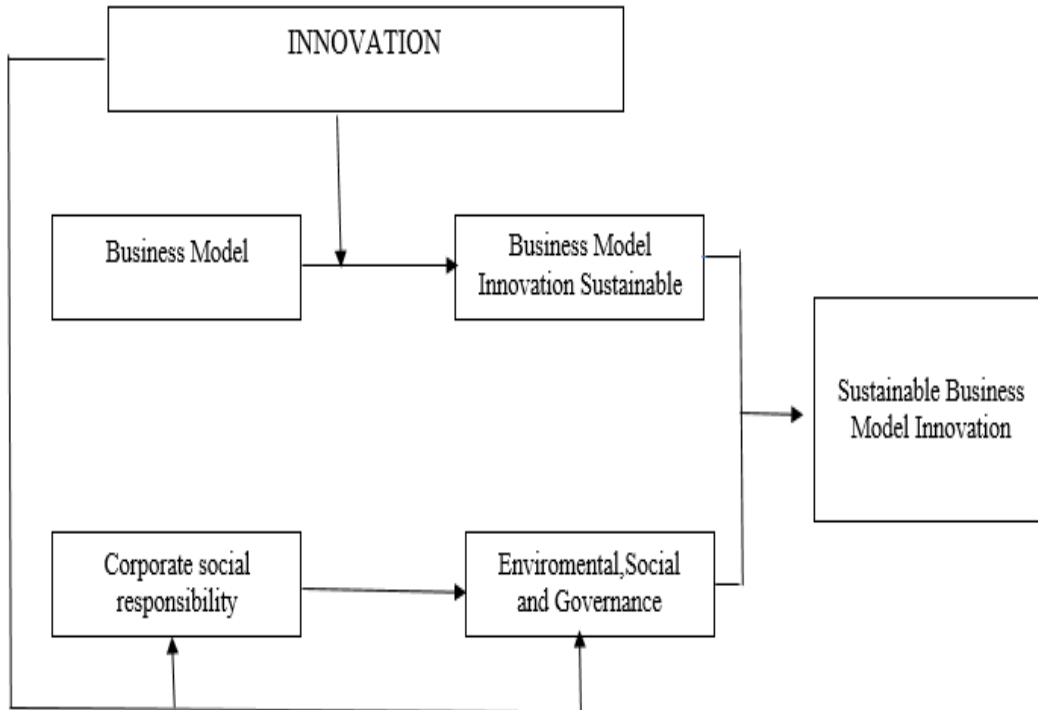 INNOVATION
Business Model
Business Model
Innovation Sustainable
Sustainable Business
Model Innovation
Corporate social
responsibility
Enviromental,Social
and Governance